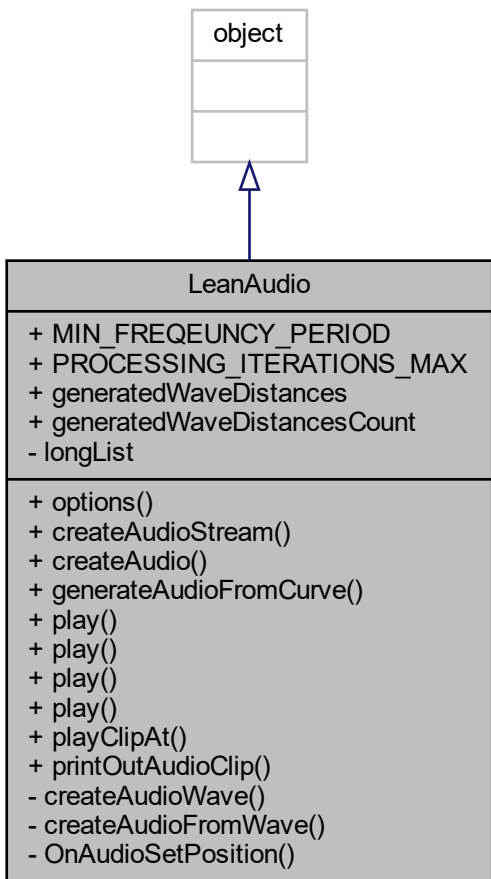 object
LeanAudio
+ MIN_FREQEUNCY_PERIOD
+ PROCESSING_ITERATIONS_MAX
+ generatedWaveDistances
+ generatedWaveDistancesCount
- longList
+ options()
+ createAudioStream()
+ createAudio()
+ generateAudioFromCurve()
+ play()
+ play()
+ play()
+ play()
+ playClipAt()
+ printOutAudioClip()
- createAudioWave()
- createAudioFromWave()
- OnAudioSetPosition()